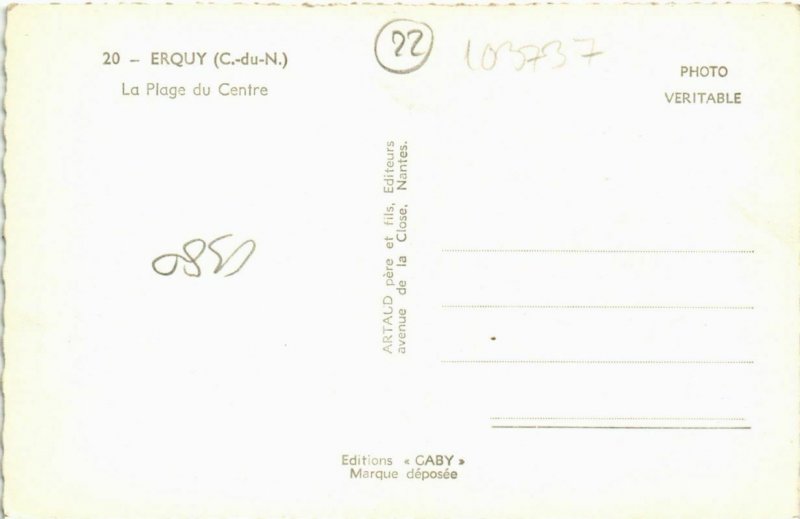 20 – ERQUY (C.-du-N.)
La Plage du Centre
22
103737
PHOTO
VERITABLE
ARTAUD père et fils, Editeurs
avenue de la Close, Nantes.
Editions « GABY »
Marque déposée